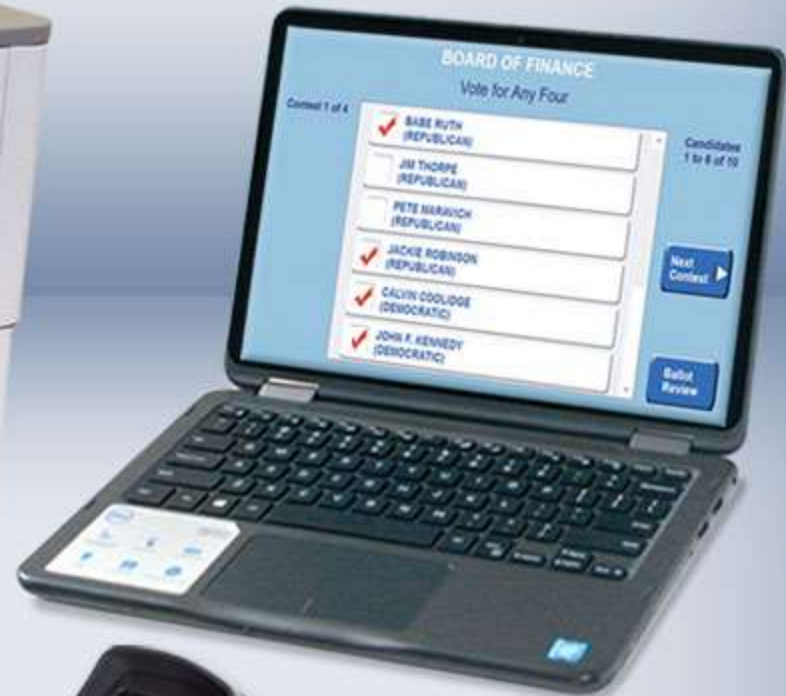 BOARD OF FINANCE
Vote for Any Four
Contest 1 of 4
BABE RUTH
(REPUBLICAN)
JIM THORPE
(REPUBLICAN)
PETE MARAVICH
(REPUBLICAN)
JACKIE ROBINSON
(REPUBLICAN)
CALVIN COOLIDGE
(DEMOCRATIC)
JOHN F. KENNEDY
(DEMOCRATIC)
Candidates
1 to 6 of 10
Next
Contest
Ballot
Review